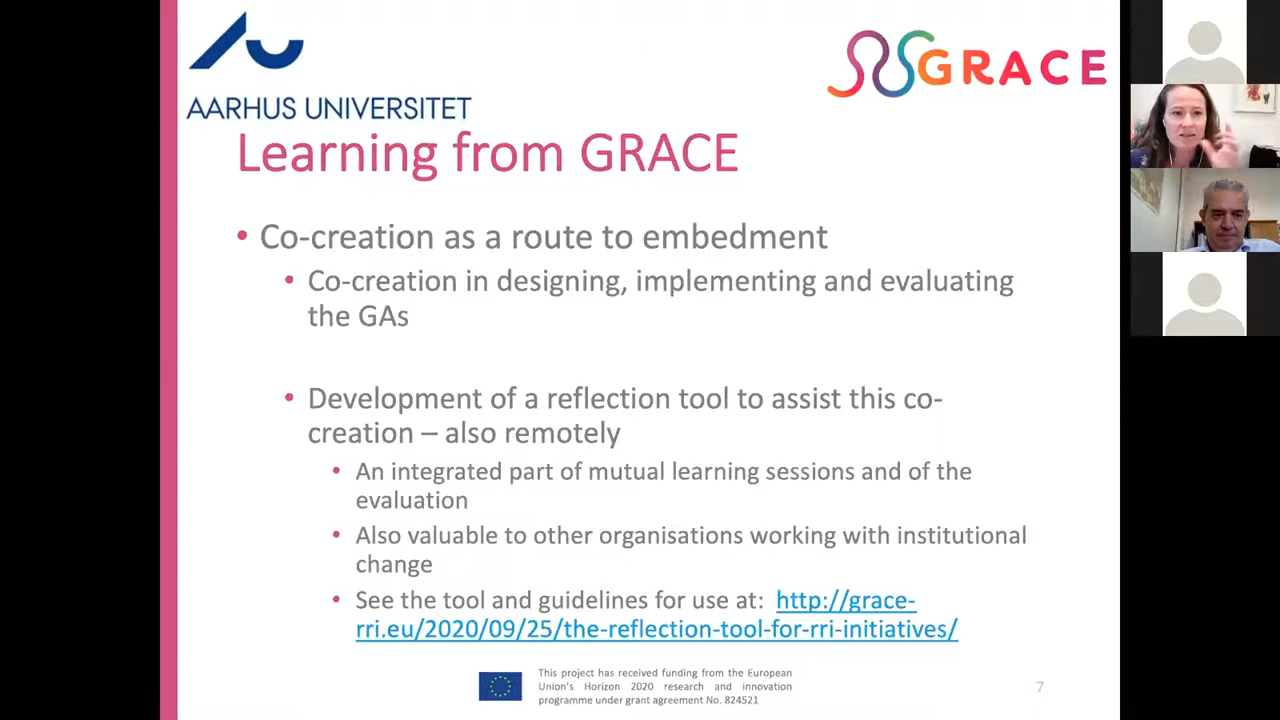 AARHUS UNIVERSITET
GRACE
Learning from GRACE
• Co-creation as a route to embedment
• Co-creation in designing, implementing and evaluating
the GAs
• Development of a reflection tool to assist this co-
creation – also remotely
• An integrated part of mutual learning sessions and of the
evaluation
• Also valuable to other organisations working with institutional
change
• See the tool and guidelines for use at: http://grace-
rri.eu/2020/09/25/the-reflection-tool-for-rri-initiatives/
This project has received funding from the European
Union's Horizon 2020 research and innovation
programme under grant agreement No. 824521
7